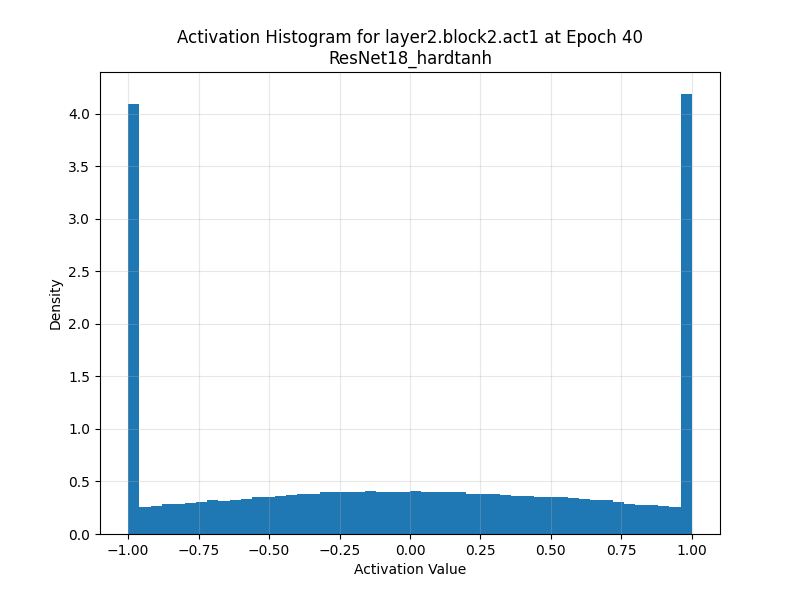 Activation Histogram for layer2.block2.act1 at Epoch 40
ResNet18_hardtanh
Density
4.0
3.5
3.0
2.5
2.0
1.5
1.0
0.5
0.0
−1.00 −0.75 −0.50 −0.25 0.00 0.25 0.50 0.75 1.00
Activation Value